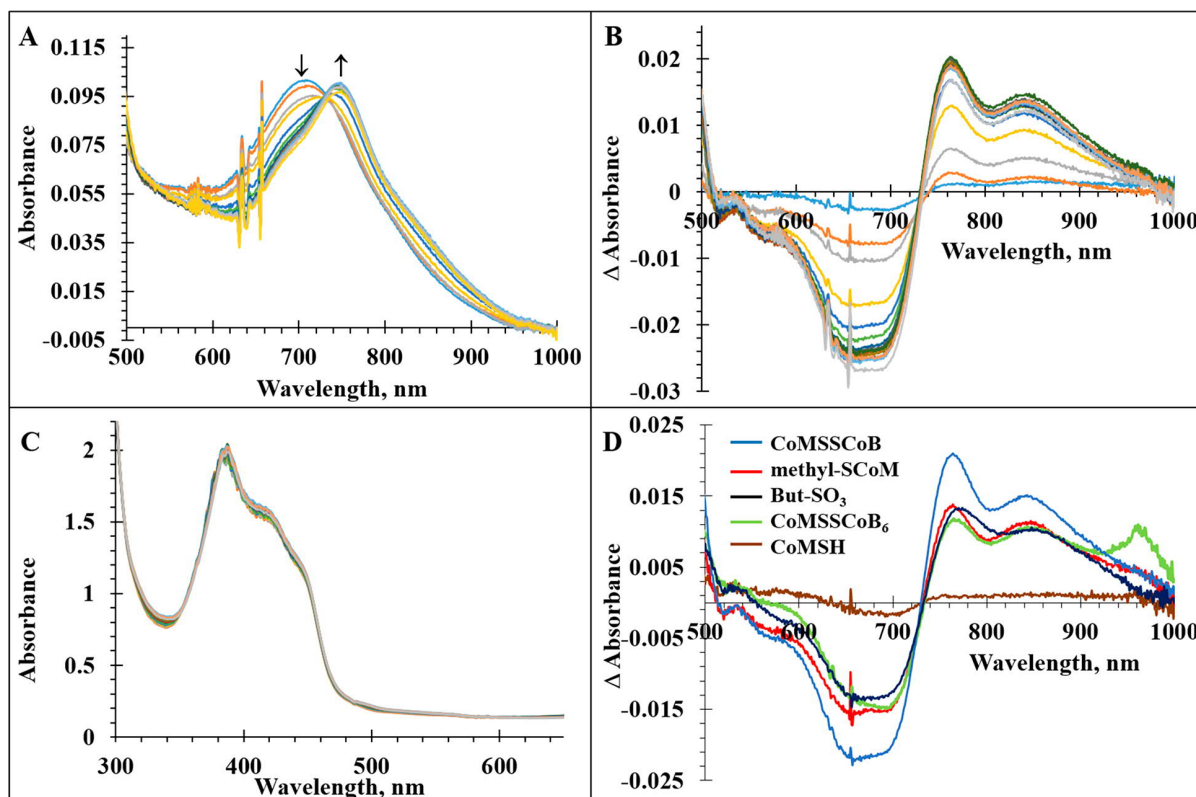 A
0.115
0.095
0.075
0.055
0.035
0.015
-0.005
500 600 700 800 900 1000
Wavelength, nm
Absorbance
↓ ↑
B
0.02
0.01
0
-0.01
-0.02
-0.03
500 600 700 800 900 1000
Wavelength, nm
Δ Absorbance
C
2
1.5
1
0.5
0
300 400 500 600
Wavelength, nm
Absorbance
D
0.025
0.015
0.005
-0.005
-0.015
-0.025
500 600 700 800 900 1000
Wavelength, nm
Δ Absorbance
CoMSSCoB
methyl-SCoM
But-SO₃
CoMSSCoB₆
CoMSH